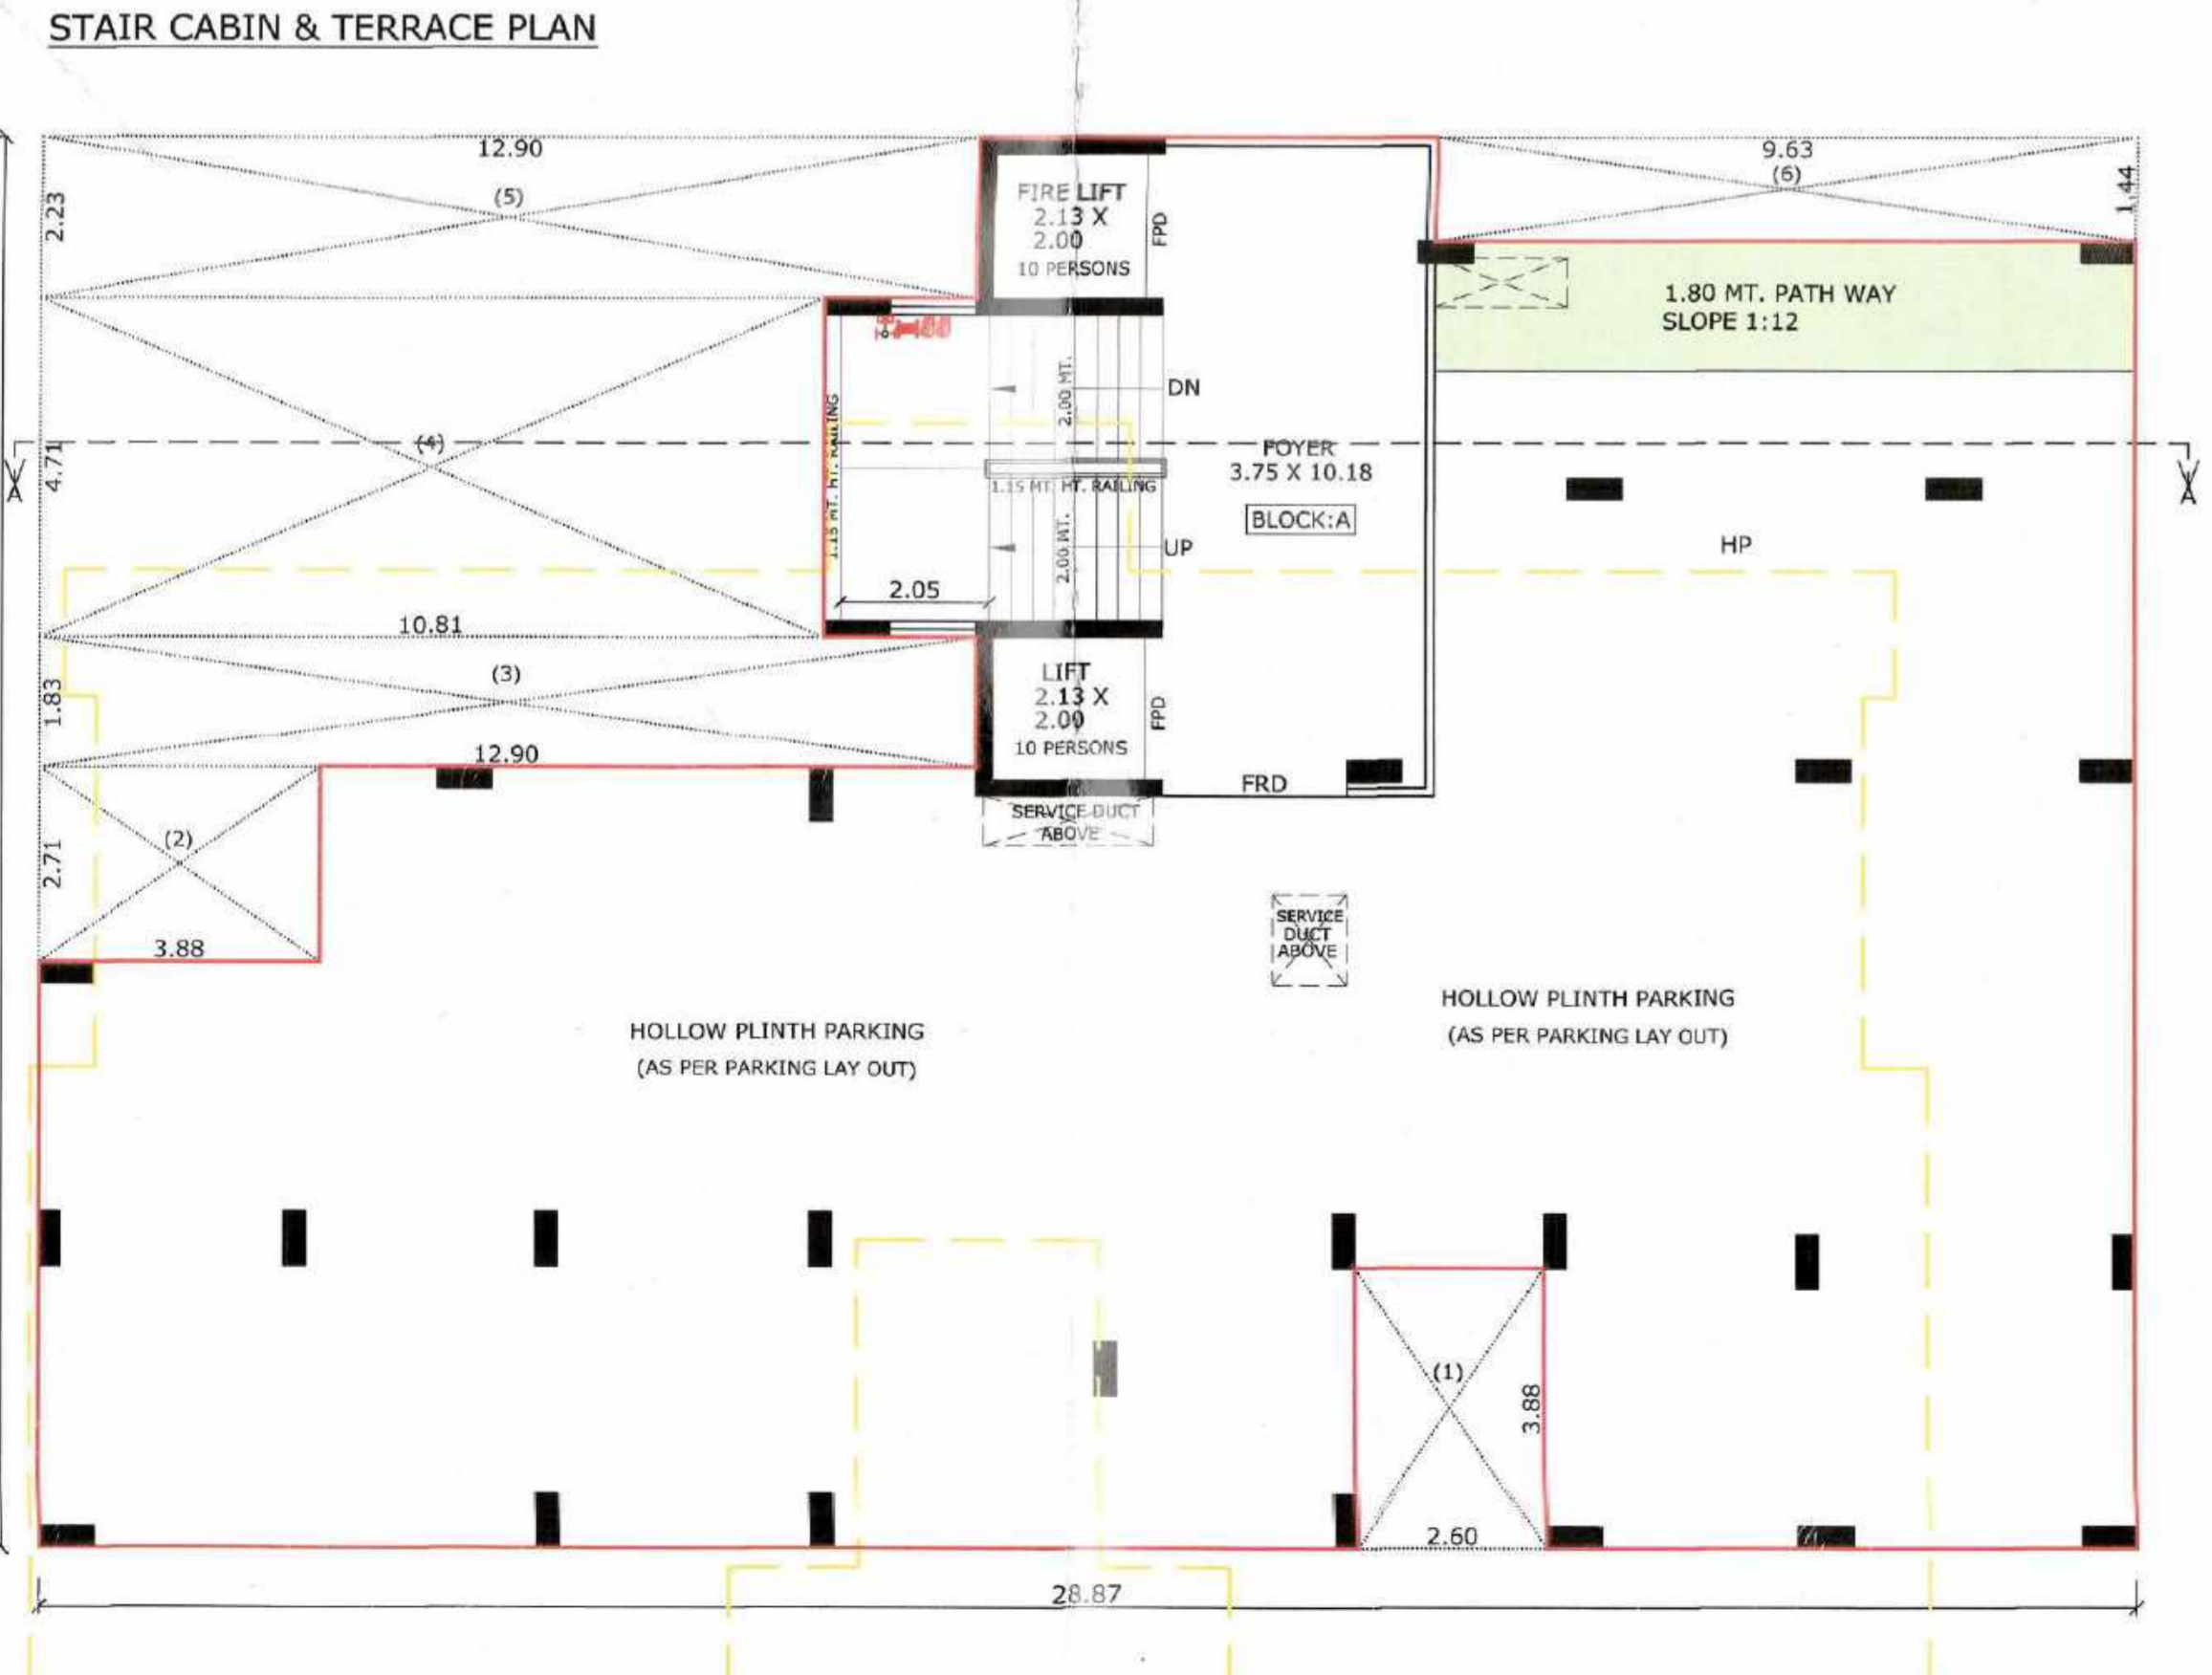 STAIR CABIN & TERRACE PLAN
12.90
(5)
2.23
FIRE LIFT
2.13 X
2.00
10 PERSONS
FPD
9.63
(6)
1.44
1.80 MT. PATH WAY
SLOPE 1:12
DN
2.00 MT.
1.15 MT. HT. RAILING
(4)
4.71
A
A
FOYER
3.75 X 10.18
BLOCK:A
1.15 MT. HT. RAILING
HP
UP
2.00 MT.
2.05
10.81
(3)
1.83
LIFT
2.13 X
2.00
10 PERSONS
FPD
12.90
FRD
SERVICE DUCT
ABOVE
(2)
2.71
3.88
SERVICE
DUCT
ABOVE
HOLLOW PLINTH PARKING
(AS PER PARKING LAY OUT)
HOLLOW PLINTH PARKING
(AS PER PARKING LAY OUT)
(1)
3.88
2.60
28.87